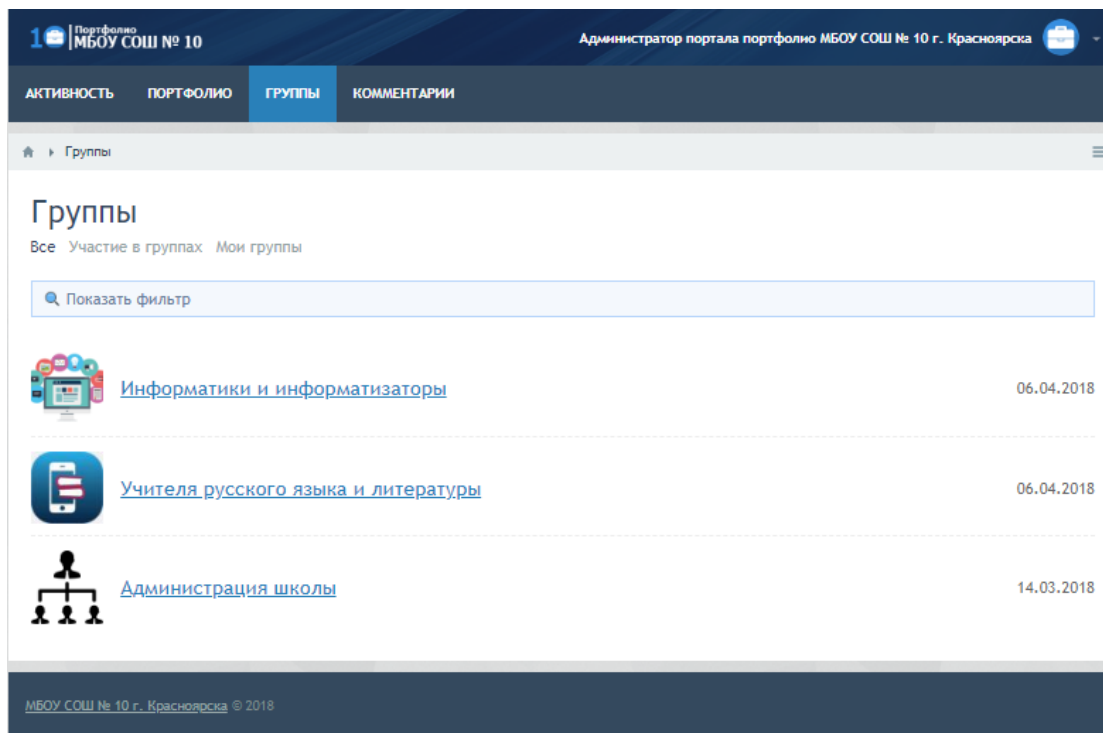 10 Портфолио
МБОУ СОШ № 10
Администратор портала портфолио МБОУ СОШ № 10 г. Красноярска
АКТИВНОСТЬ ПОРТФОЛИО ГРУППЫ КОММЕНТАРИИ
Группы
Группы
Все Участие в группах Мои группы
Показать фильтр
Информатики и информатизаторы 06.04.2018
Учителя русского языка и литературы 06.04.2018
Администрация школы 14.03.2018
МБОУ СОШ № 10 г. Красноярска © 2018